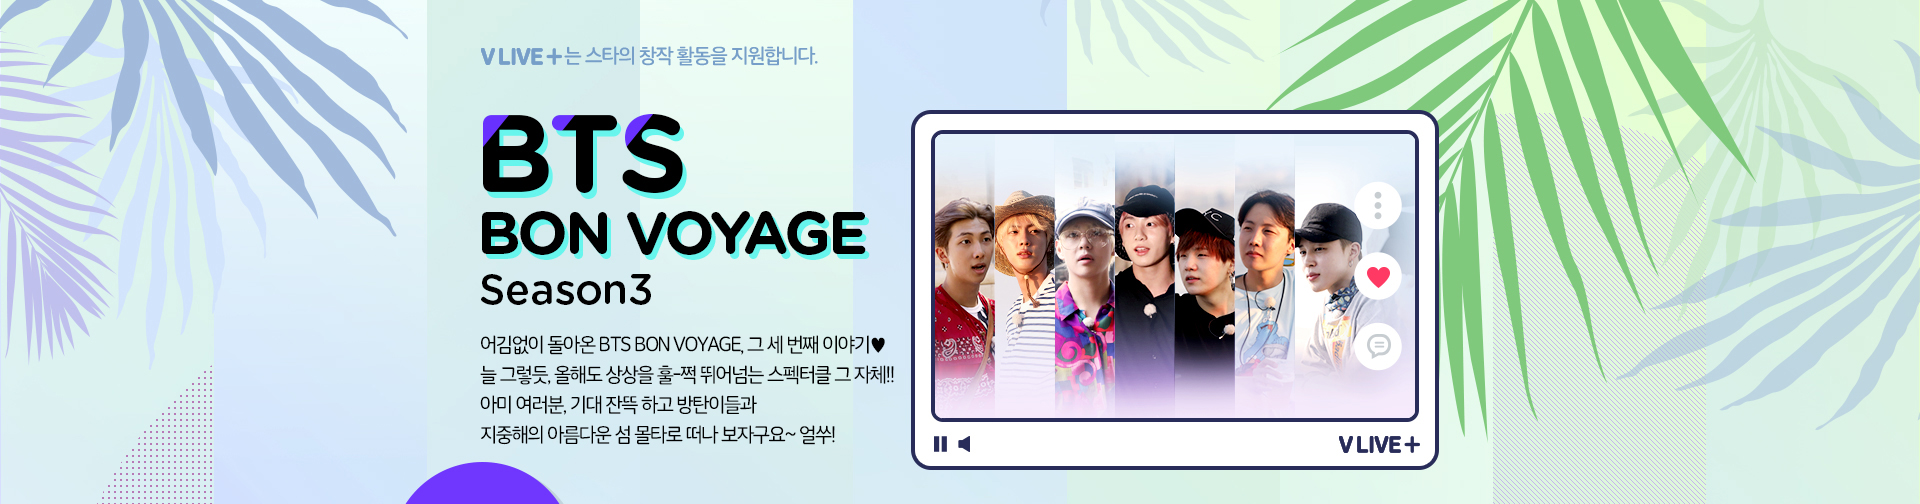 V LIVE+는 스타의 창작 활동을 지원합니다.
BTS
BON VOYAGE
Season3
어김없이 돌아온 BTS BON VOYAGE, 그 세 번째 이야기♥
늘 그렇듯, 올해도 상상을 훌-쩍 뛰어넘는 스펙터클 그 자체!!
아미 여러분, 기대 잔뜩 하고 방탄이들과
지중해의 아름다운 섬 몰타로 떠나 보자구요~ 얼쑤!
V LIVE+